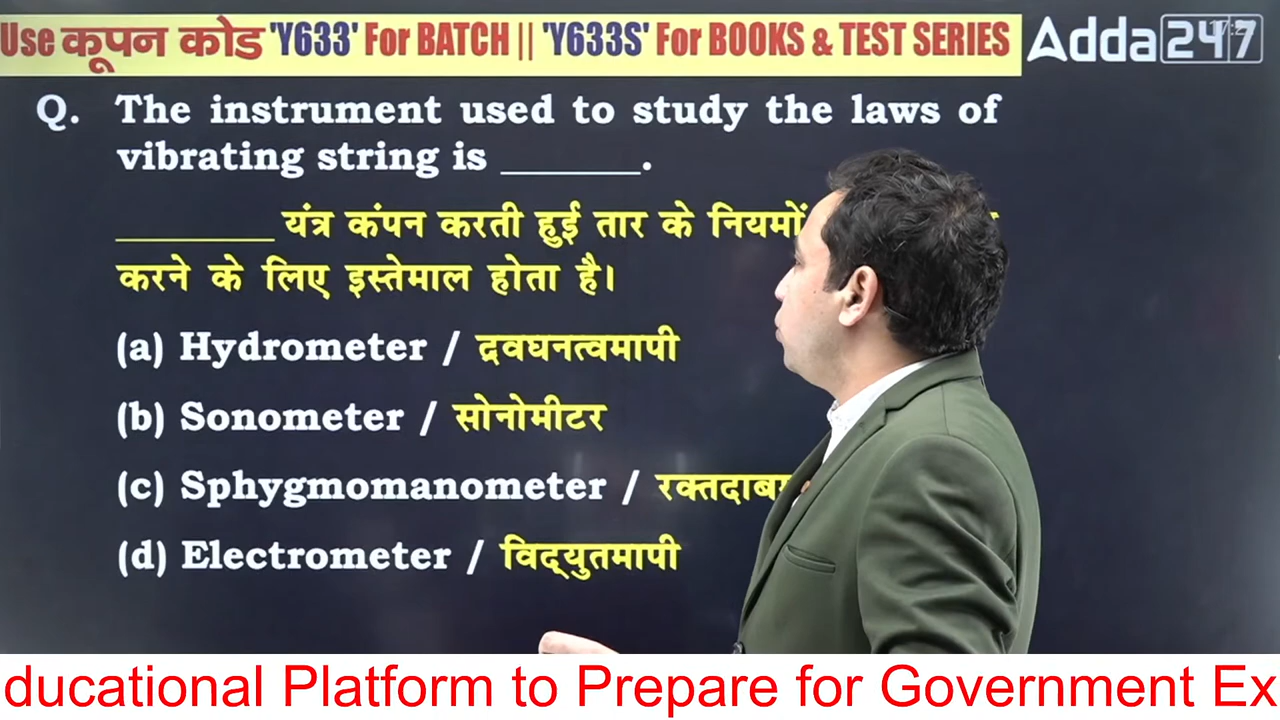 Use कूपन कोड 'Y633' For BATCH || 'Y633S' For BOOKS & TEST SERIES
Adda247
Q. The instrument used to study the laws of
vibrating string is _______.
________ यंत्र कंपन करती हुई तार के नियमों
करने के लिए इस्तेमाल होता है।
(a) Hydrometer / द्रवघनत्वमापी
(b) Sonometer / सोनोमीटर
(c) Sphygmomanometer /
(d) Electrometer / विद्युतमापी
ducational Platform to Prepare for Government Ex